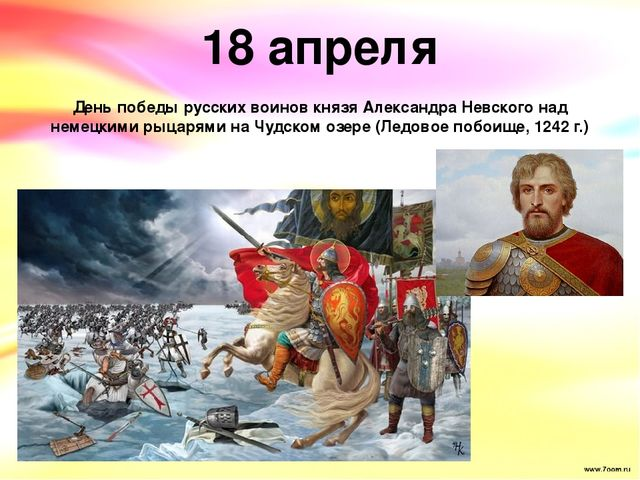 18 апреля
День победы русских воинов князя Александра Невского над
немецкими рыцарями на Чудском озере (Ледовое побоище, 1242 г.)
НК
www.7oom.ru